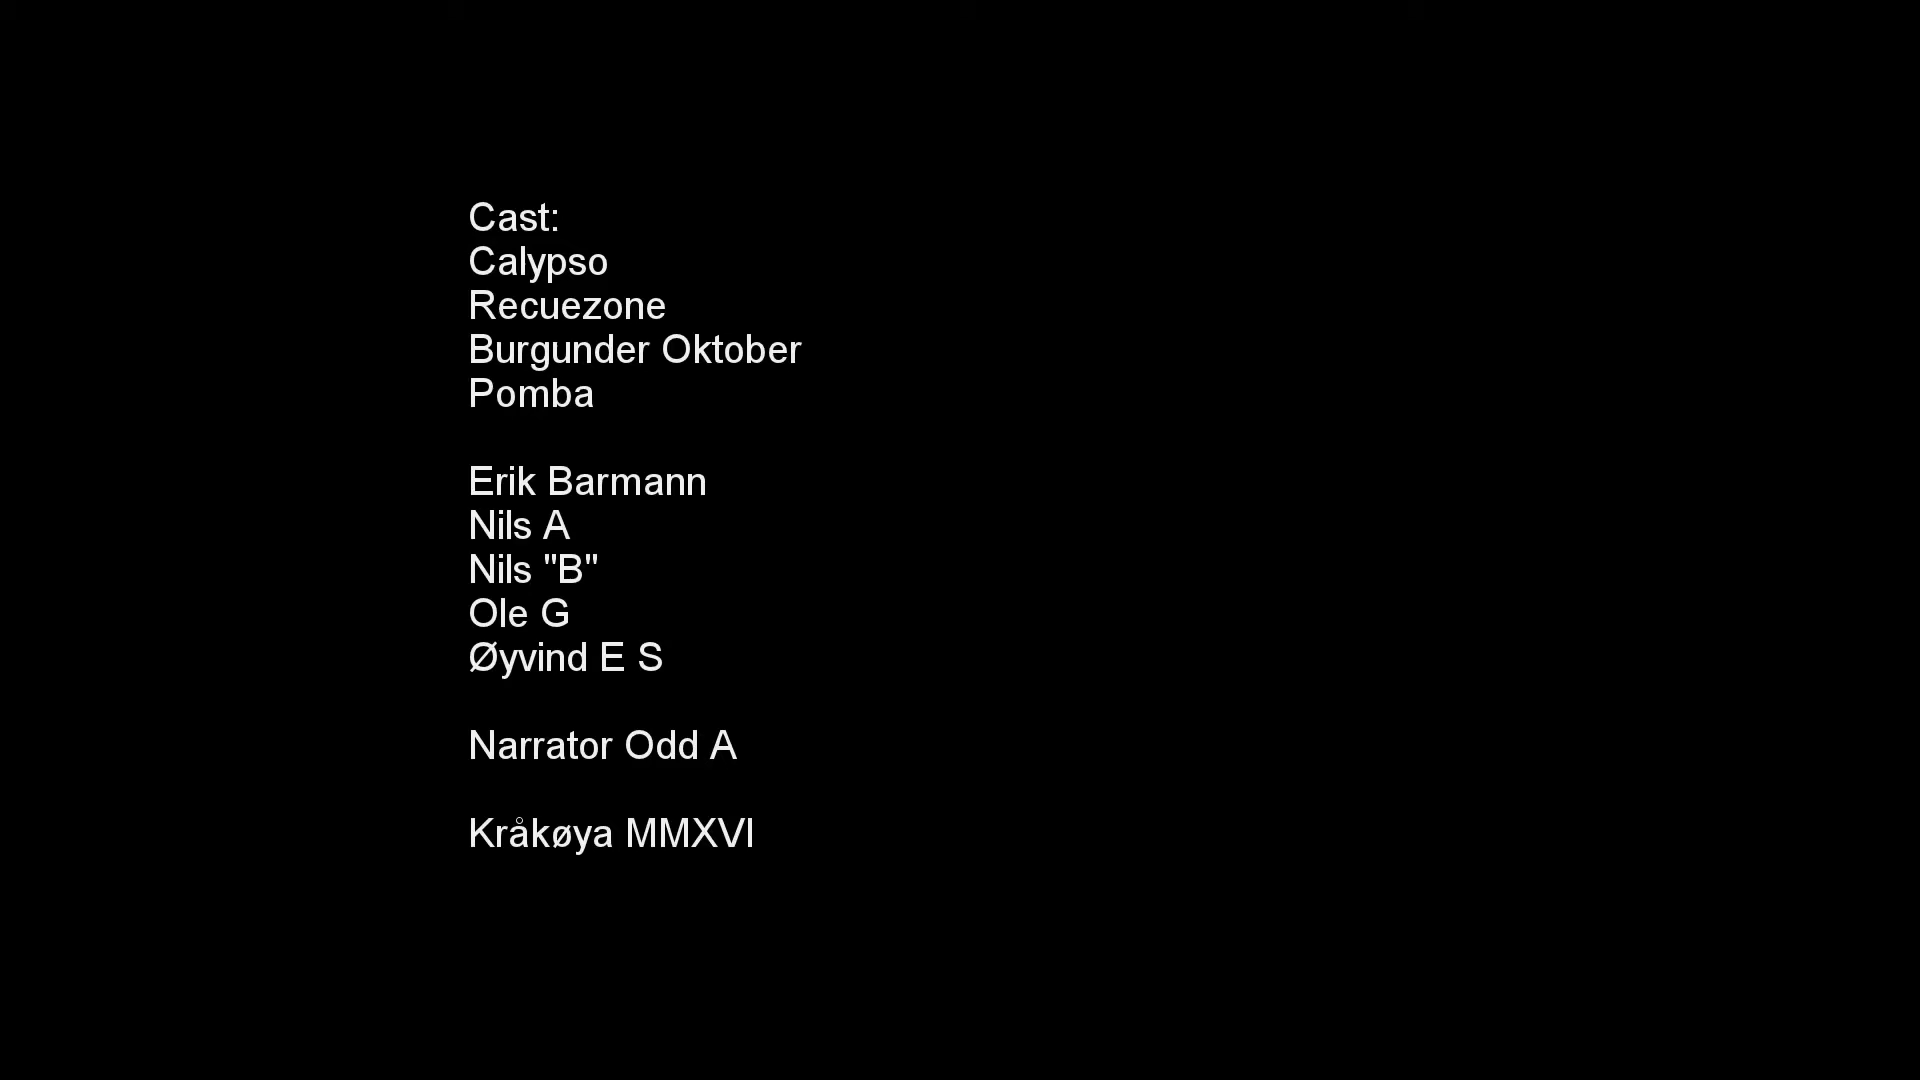 Cast:
Calypso
Recuezone
Burgunder Oktober
Pomba
Erik Barmann
Nils A
Nils "B"
Ole G
Øyvind E S
Narrator Odd A
Kråkøya MMXVI